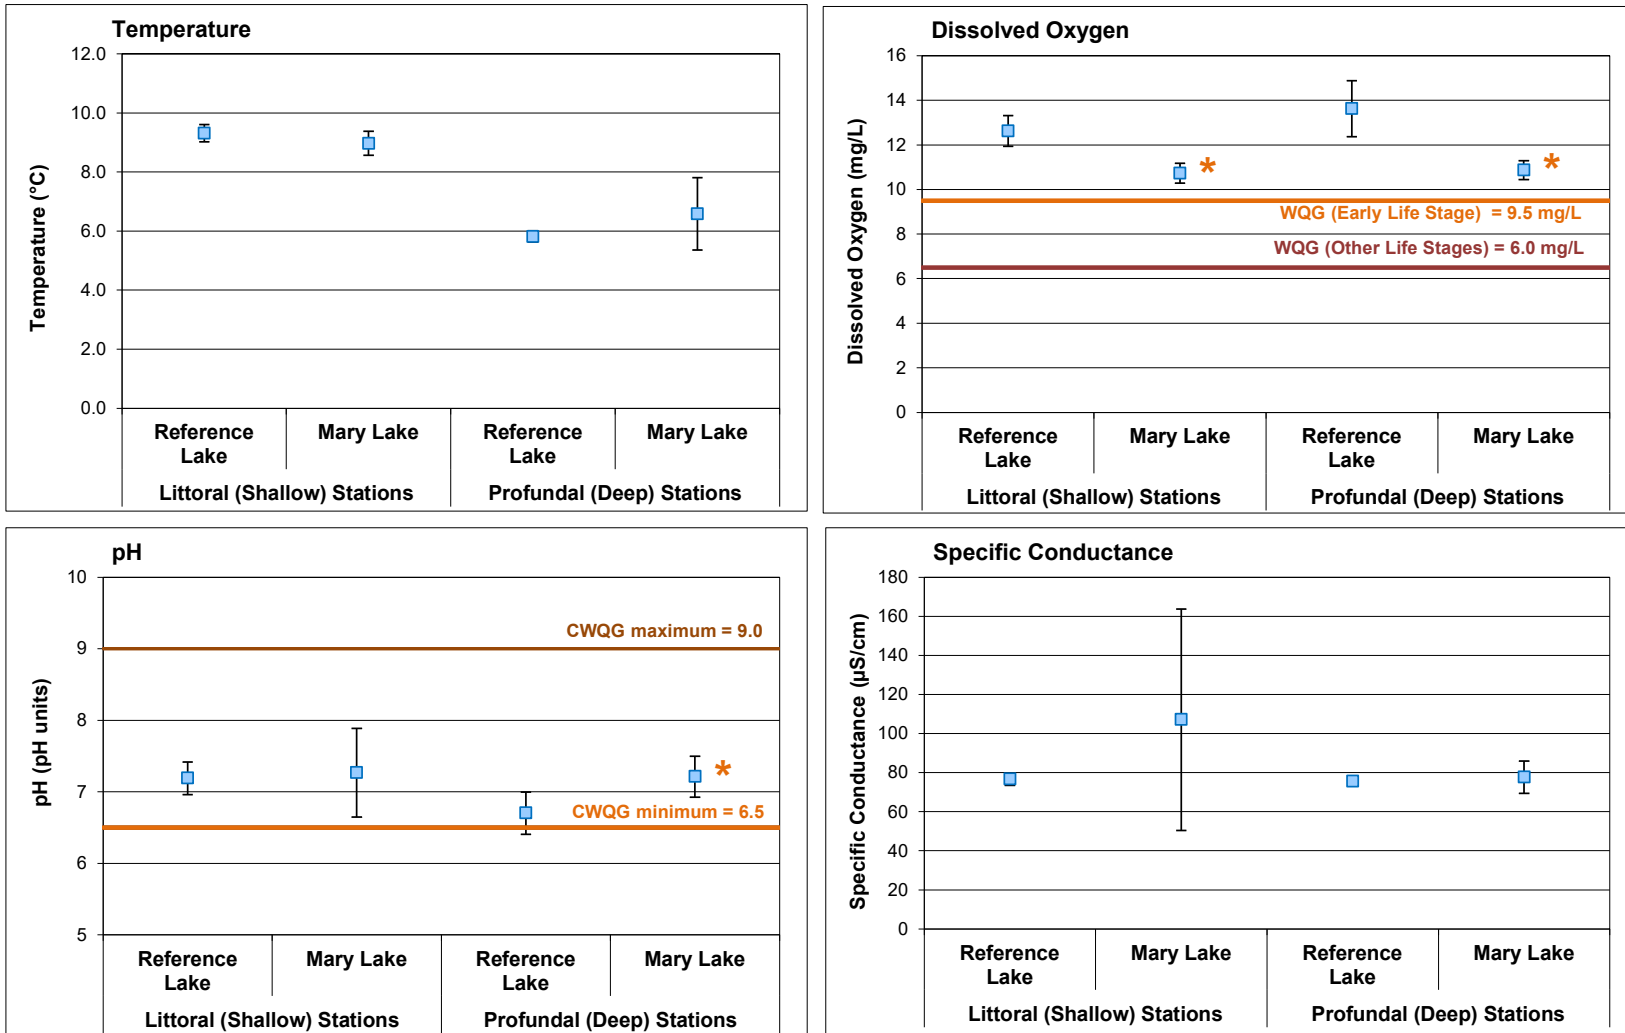 Temperature
12.0
10.0
8.0
6.0
4.0
2.0
0.0
Temperature (°C)
Reference Lake
Mary Lake
Reference Lake
Mary Lake
Littoral (Shallow) Stations
Profundal (Deep) Stations
Dissolved Oxygen
16
14
12
10
8
6
4
2
0
Dissolved Oxygen (mg/L)
*
*
WQG (Early Life Stage) = 9.5 mg/L
WQG (Other Life Stages) = 6.0 mg/L
Reference Lake
Mary Lake
Reference Lake
Mary Lake
Littoral (Shallow) Stations
Profundal (Deep) Stations
pH
10
9
8
7
6
5
pH (pH units)
CWQG maximum = 9.0
*
CWQG minimum = 6.5
Reference Lake
Mary Lake
Reference Lake
Mary Lake
Littoral (Shallow) Stations
Profundal (Deep) Stations
Specific Conductance
180
160
140
120
100
80
60
40
20
0
Specific Conductance (µS/cm)
Reference Lake
Mary Lake
Reference Lake
Mary Lake
Littoral (Shallow) Stations
Profundal (Deep) Stations